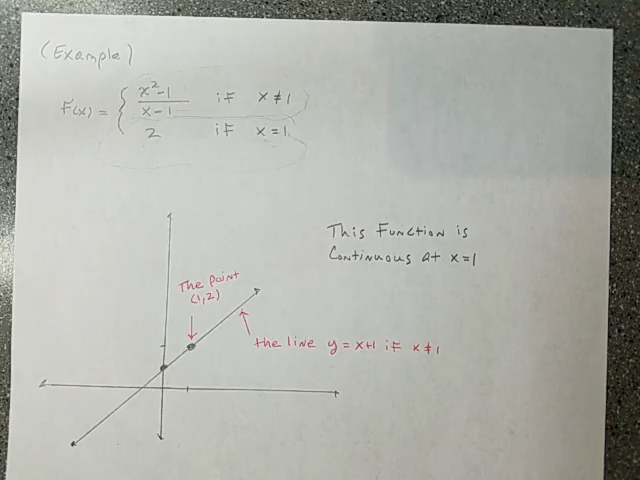 (Example)
F(x) = { x²-1 / x-1 if x ≠ 1
2 if x = 1
This Function is
Continuous at x=1
The point
(1,2)
the line y = x+1 if x ≠ 1